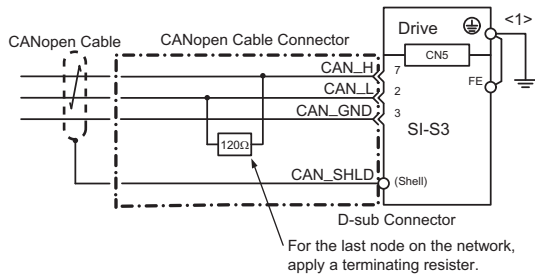 <1>
Drive
CANopen Cable
CANopen Cable Connector
CN5
CAN_H
7
FE
CAN_L
2
CAN_GND
3
SI-S3
120Ω
CAN_SHLD
(Shell)
D-sub Connector
For the last node on the network,
apply a terminating resister.